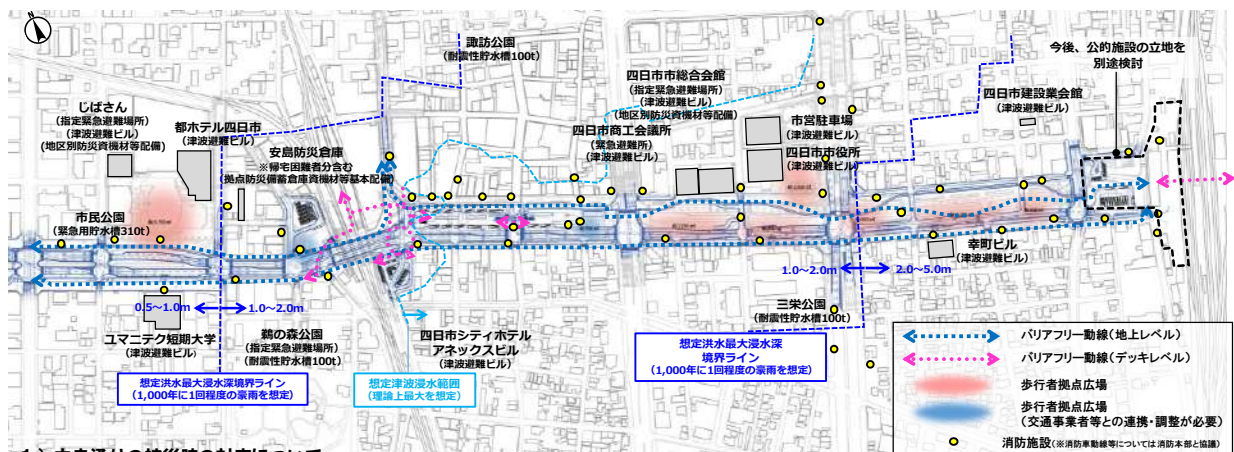 諏訪公園
(耐震性貯水槽100t)
今後、公的施設の立地を
別途検討
四日市市総合会館
(指定緊急避難場所)
(津波避難ビル)
(地区別防災資機材等配備)
四日市建設業会館
(津波避難ビル)
じばさん
(指定緊急避難場所)
(津波避難ビル)
(地区別防災資機材等配備)
都ホテル四日市
(津波避難ビル)
四日市商工会議所
(緊急避難所)
(津波避難ビル)
市営駐車場
(津波避難ビル)
四日市市役所
(津波避難ビル)
安島防災倉庫
※帰宅困難者分含む
拠点防災備蓄倉庫資機材等基本配備)
市民公園
(緊急用貯水槽310t)
幸町ビル
(津波避難ビル)
1.0~2.0m
2.0~5.0m
0.5~1.0m
1.0~2.0m
三栄公園
(耐震性貯水槽100t)
ユマニテク短期大学
(津波避難ビル)
鵜の森公園
(指定緊急避難場所)
(耐震性貯水槽100t)
四日市シティホテル
アネックスビル
(津波避難ビル)
想定洪水最大浸水深
境界ライン
(1,000年に1回程度の豪雨を想定)
想定洪水最大浸水深境界ライン
(1,000年に1回程度の豪雨を想定)
想定津波浸水範囲
(理論上最大を想定)
バリアフリー動線(地上レベル)
バリアフリー動線(デッキレベル)
歩行者拠点広場
歩行者拠点広場
(交通事業者等との連携・調整が必要)
消防施設(※消防車動線等については消防本部と協議)